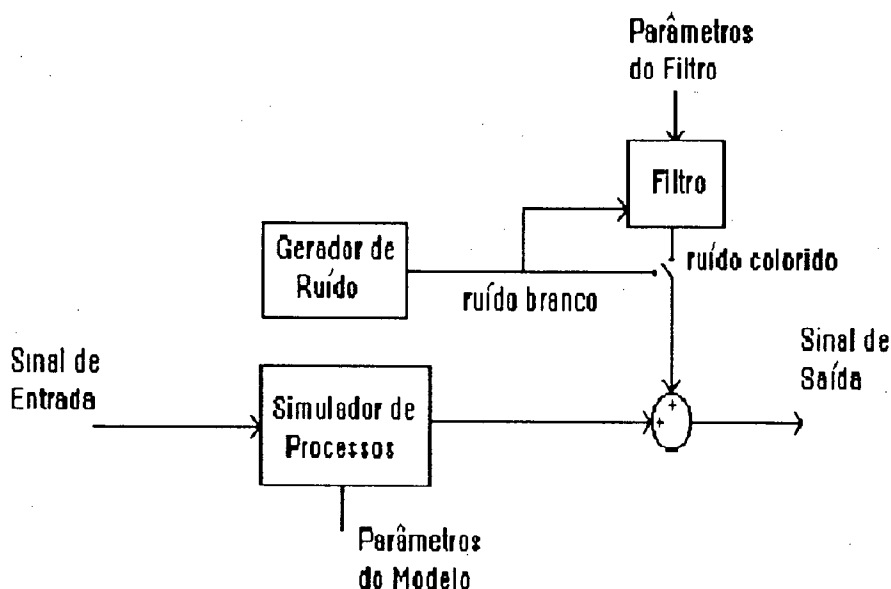 Parâmetros
do Filtro
Filtro
Gerador de
Ruído
ruído colorido
ruído branco
Sinal de
Entrada
Simulador de
Processos
Sinal de
Saída
+
+
Parâmetros
do Modelo